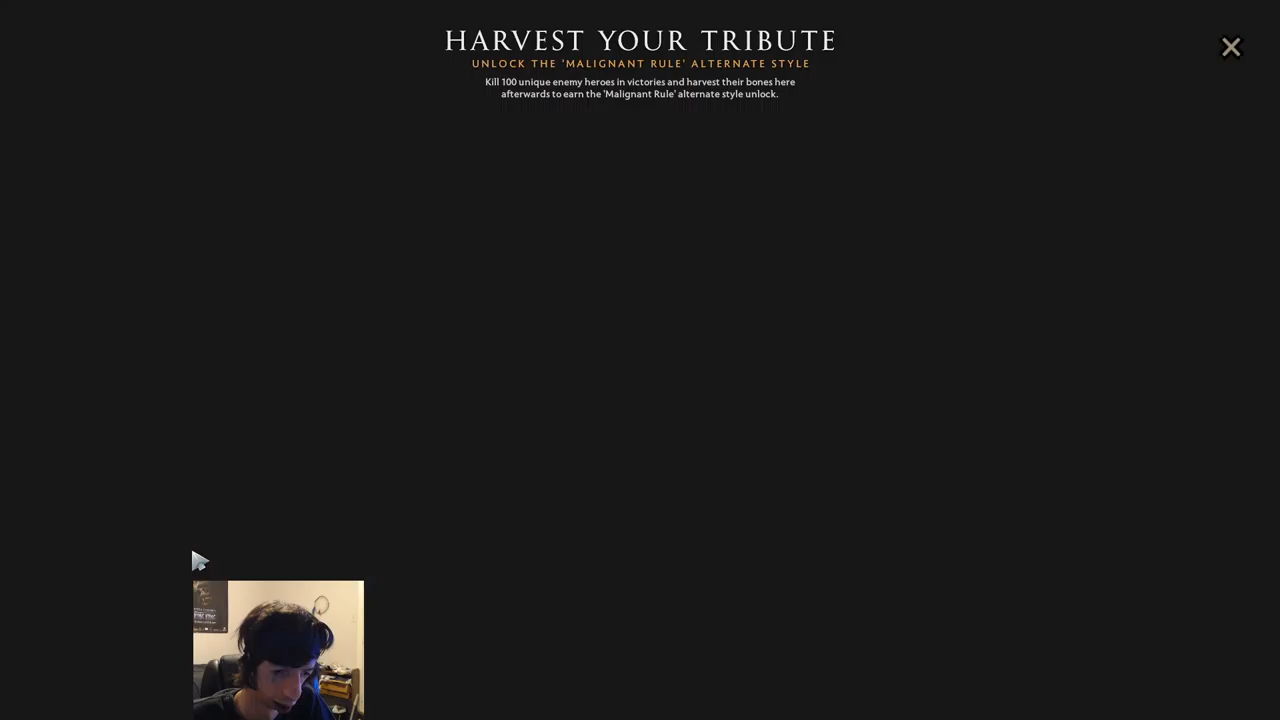 HARVEST YOUR TRIBUTE
UNLOCK THE 'MALIGNANT RULE' ALTERNATE STYLE
Kill 100 unique enemy heroes in victories and harvest their bones here
afterwards to earn the 'Malignant Rule' alternate style unlock.